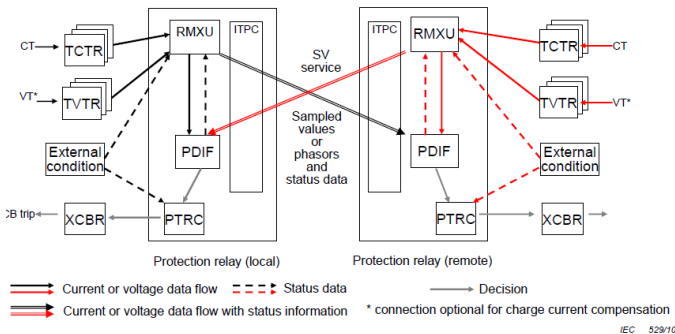 RMXU ITPC ITPC RMXU
CT TCTR TCTR CT
SV
service
VT* TVTR TVTR VT*
Sampled
values
or
phasors
and
status data
PDIF PDIF
External
condition
External
condition
CB trip XCBR PTRC PTRC XCBR
Protection relay (local) Protection relay (remote)
Current or voltage data flow Status data Decision
Current or voltage data flow with status information * connection optional for charge current compensation
IEC 529/10